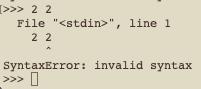 [>>> 2 2
  File "<stdin>", line 1
    2 2
      ^
SyntaxError: invalid syntax
>>>